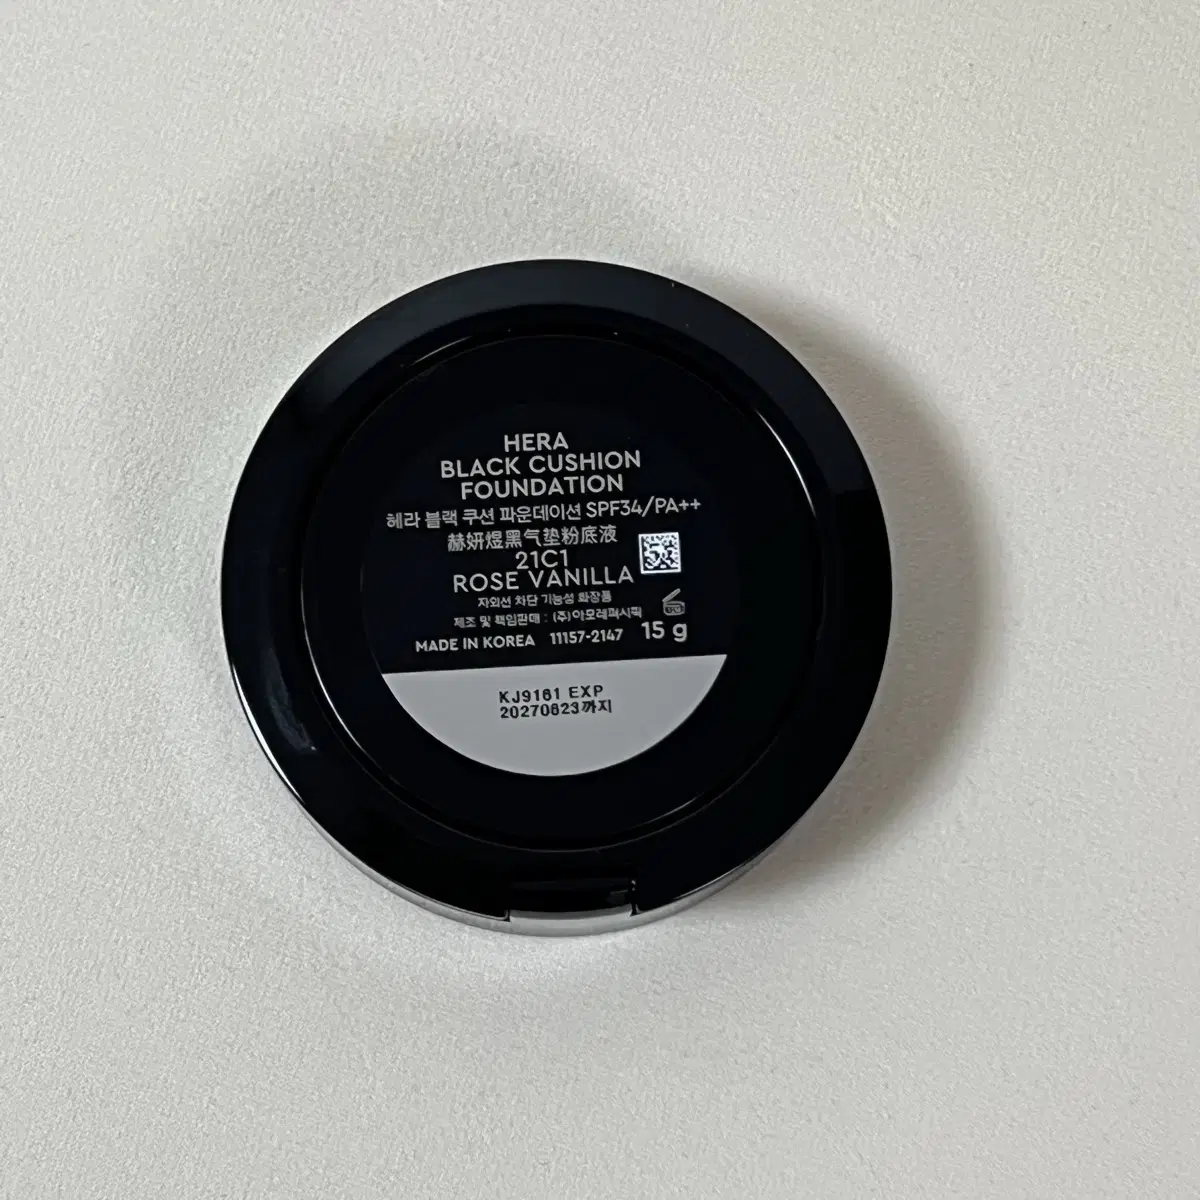 HERA
BLACK CUSHION
FOUNDATION
헤라 블랙 쿠션 파운데이션 SPF34/PA++
赫妍煜黑气垫粉底液
21C1
ROSE VANILLA
자외선 차단 기능성 화장품
제조 및 책임판매 : (주)아모레퍼시픽
MADE IN KOREA 11157-2147 15 g
KJ9161 EXP
20270623까지